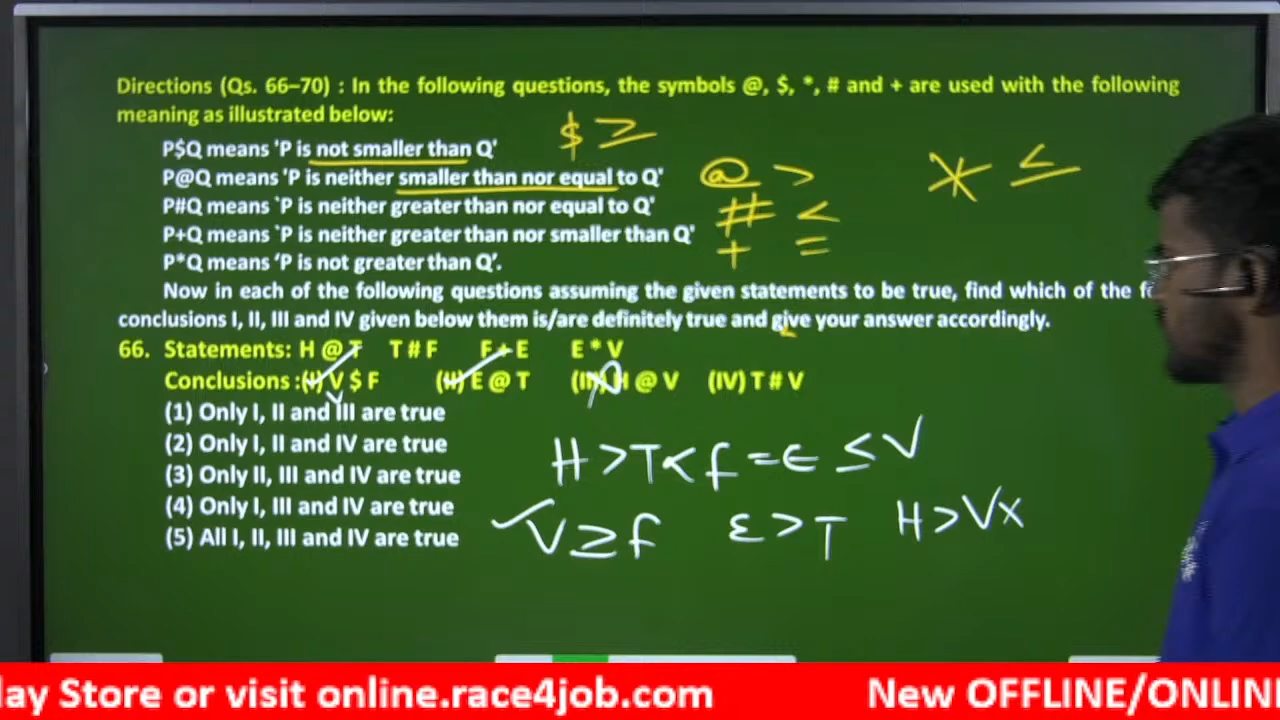 Directions (Qs. 66–70) : In the following questions, the symbols @, $, *, # and + are used with the following
meaning as illustrated below:
P$Q means 'P is not smaller than Q'
$ ≥
P@Q means 'P is neither smaller than nor equal to Q'
@ >
* ≤
P#Q means `P is neither greater than nor equal to Q'
# <
P+Q means `P is neither greater than nor smaller than Q'
+ =
P*Q means ‘P is not greater than Q’.
Now in each of the following questions assuming the given statements to be true, find which of the
conclusions I, II, III and IV given below them is/are definitely true and give your answer accordingly.
66. Statements: H @ T T # F F + E E * V
Conclusions :(I) V $ F (II) E @ T (III) H @ V (IV) T # V
(1) Only I, II and III are true
(2) Only I, II and IV are true
(3) Only II, III and IV are true
(4) Only I, III and IV are true
(5) All I, II, III and IV are true
H > T < F = E ≤ V
V ≥ F E > T H > V x
lay Store or visit online.race4job.com New OFFLINE/ONLINE